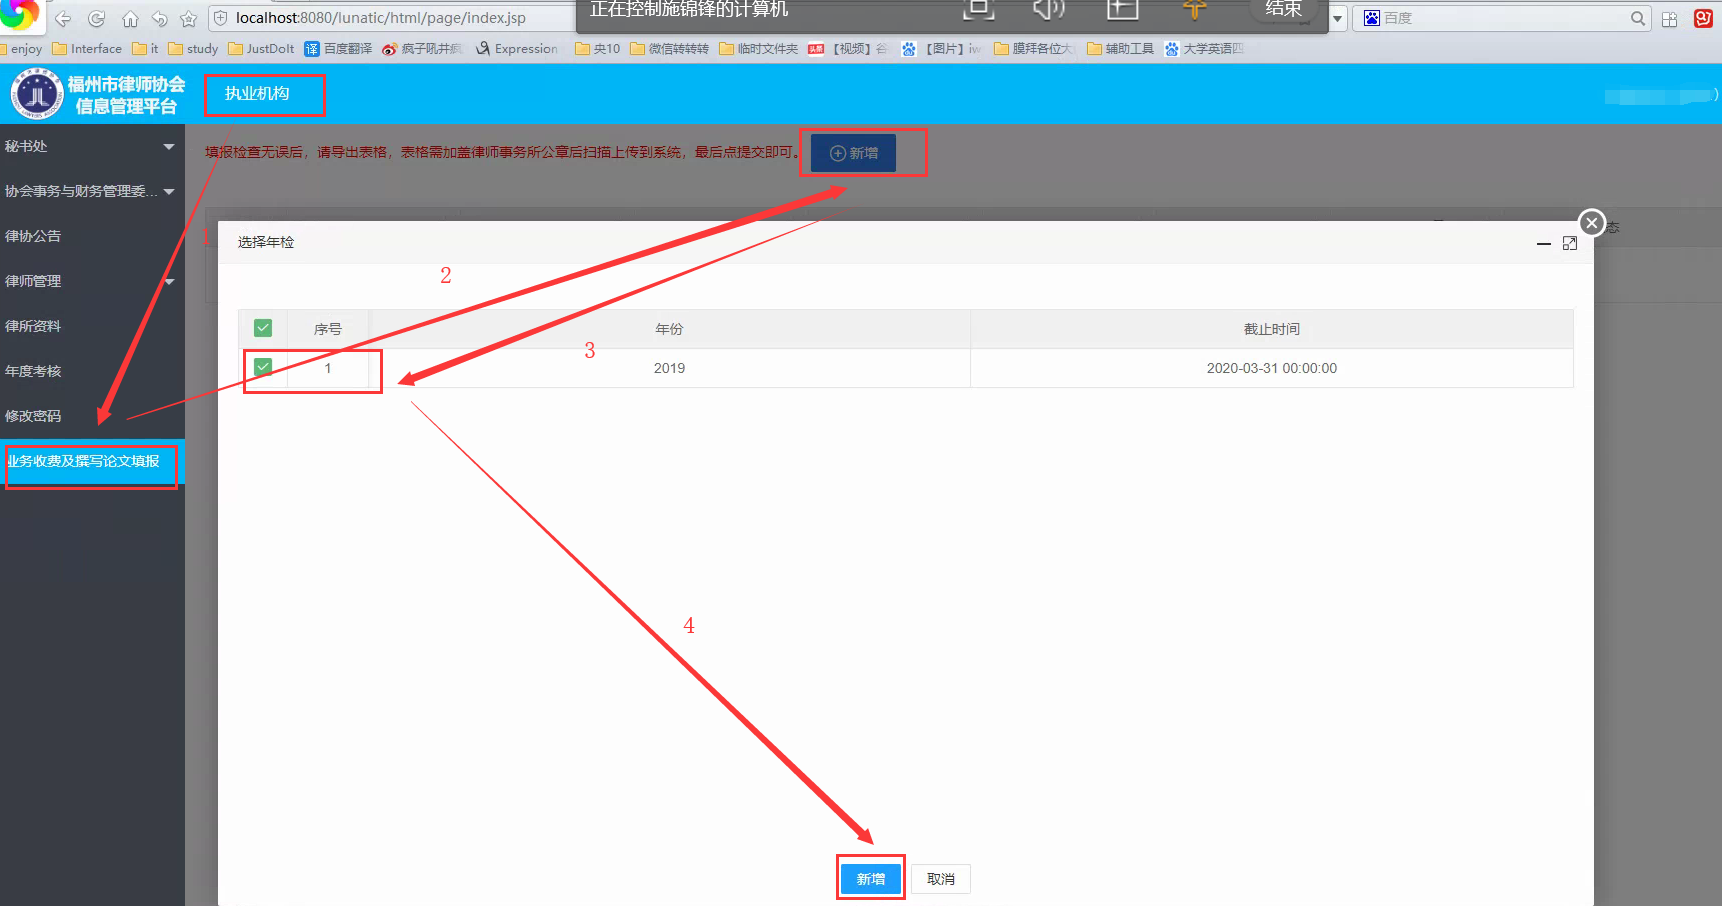 正在控制施锦锋的计算机
结束
localhost:8080/lunatic/html/page/index.jsp
百度
enjoy Interface it study JustDoIt 译 百度翻译 疯子吼井疯 Expression 央10 微信转转转 临时文件夹 【视频】谷 【图片】iw 膜拜各位大 辅助工具 大学英语四
福州市律师协会
信息管理平台
执业机构
秘书处
协会事务与财务管理委...
律协公告
律师管理
律所资料
年度考核
修改密码
业务收费及撰写论文填报
填报检查无误后，请导出表格，表格需加盖律师事务所公章后扫描上传到系统，最后点提交即可。
新增
态
选择年检
序号 年份 截止时间
1 2019 2020-03-31 00:00:00
1
2
3
4
新增 取消